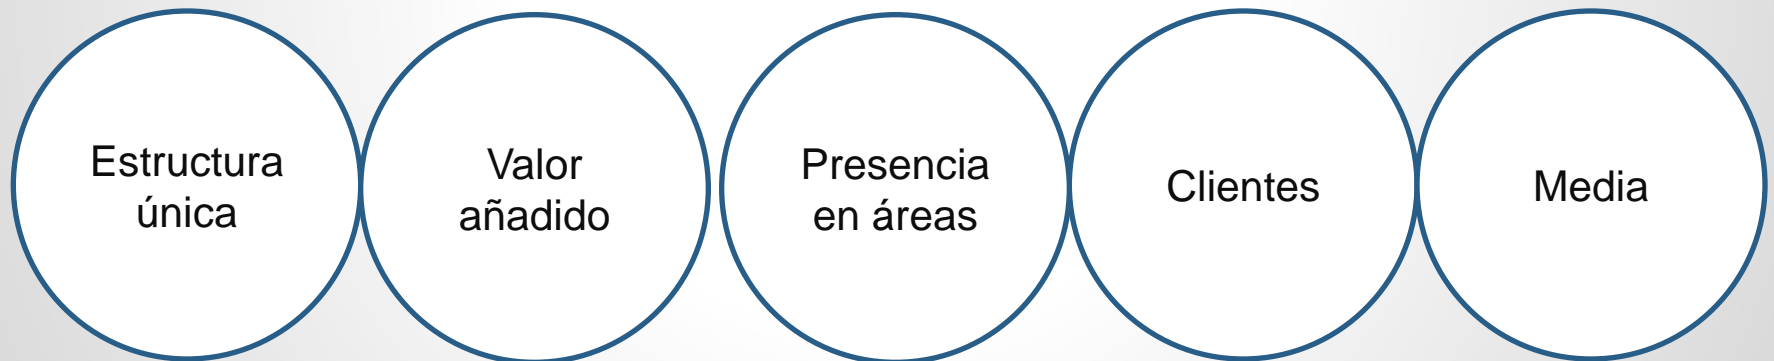 Estructura
única
Valor
añadido
Presencia
en áreas
Clientes
Media